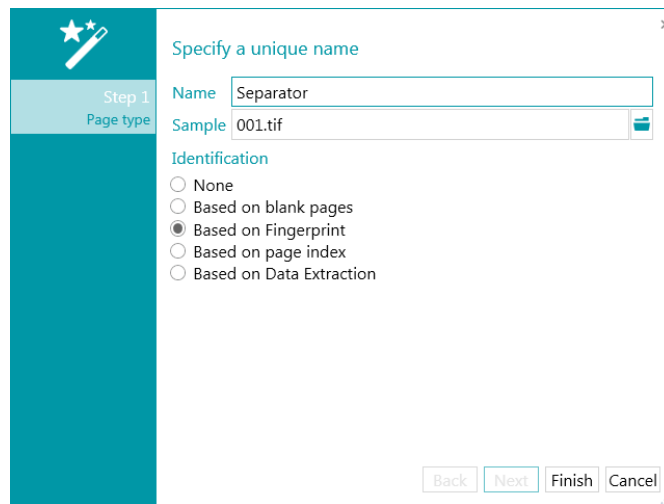 Specify a unique name
Step 1
Page type
Name Separator
Sample 001.tif
Identification
None
Based on blank pages
Based on Fingerprint
Based on page index
Based on Data Extraction
Back Next Finish Cancel